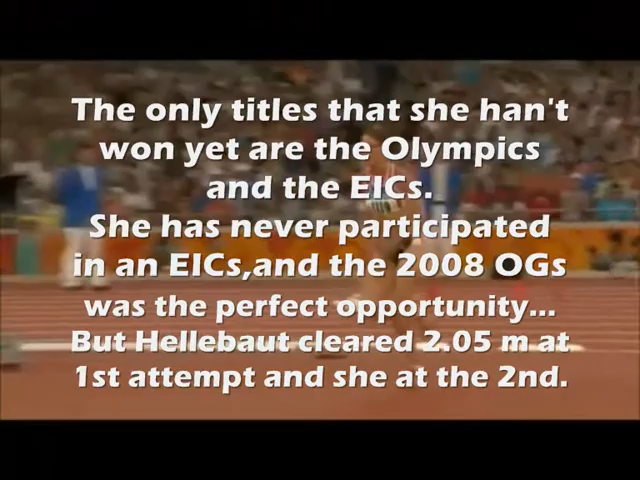 The only titles that she han't
won yet are the Olympics
and the EICs.
She has never participated
in an EICs,and the 2008 OGs
was the perfect opportunity...
But Hellebaut cleared 2.05 m at
1st attempt and she at the 2nd.